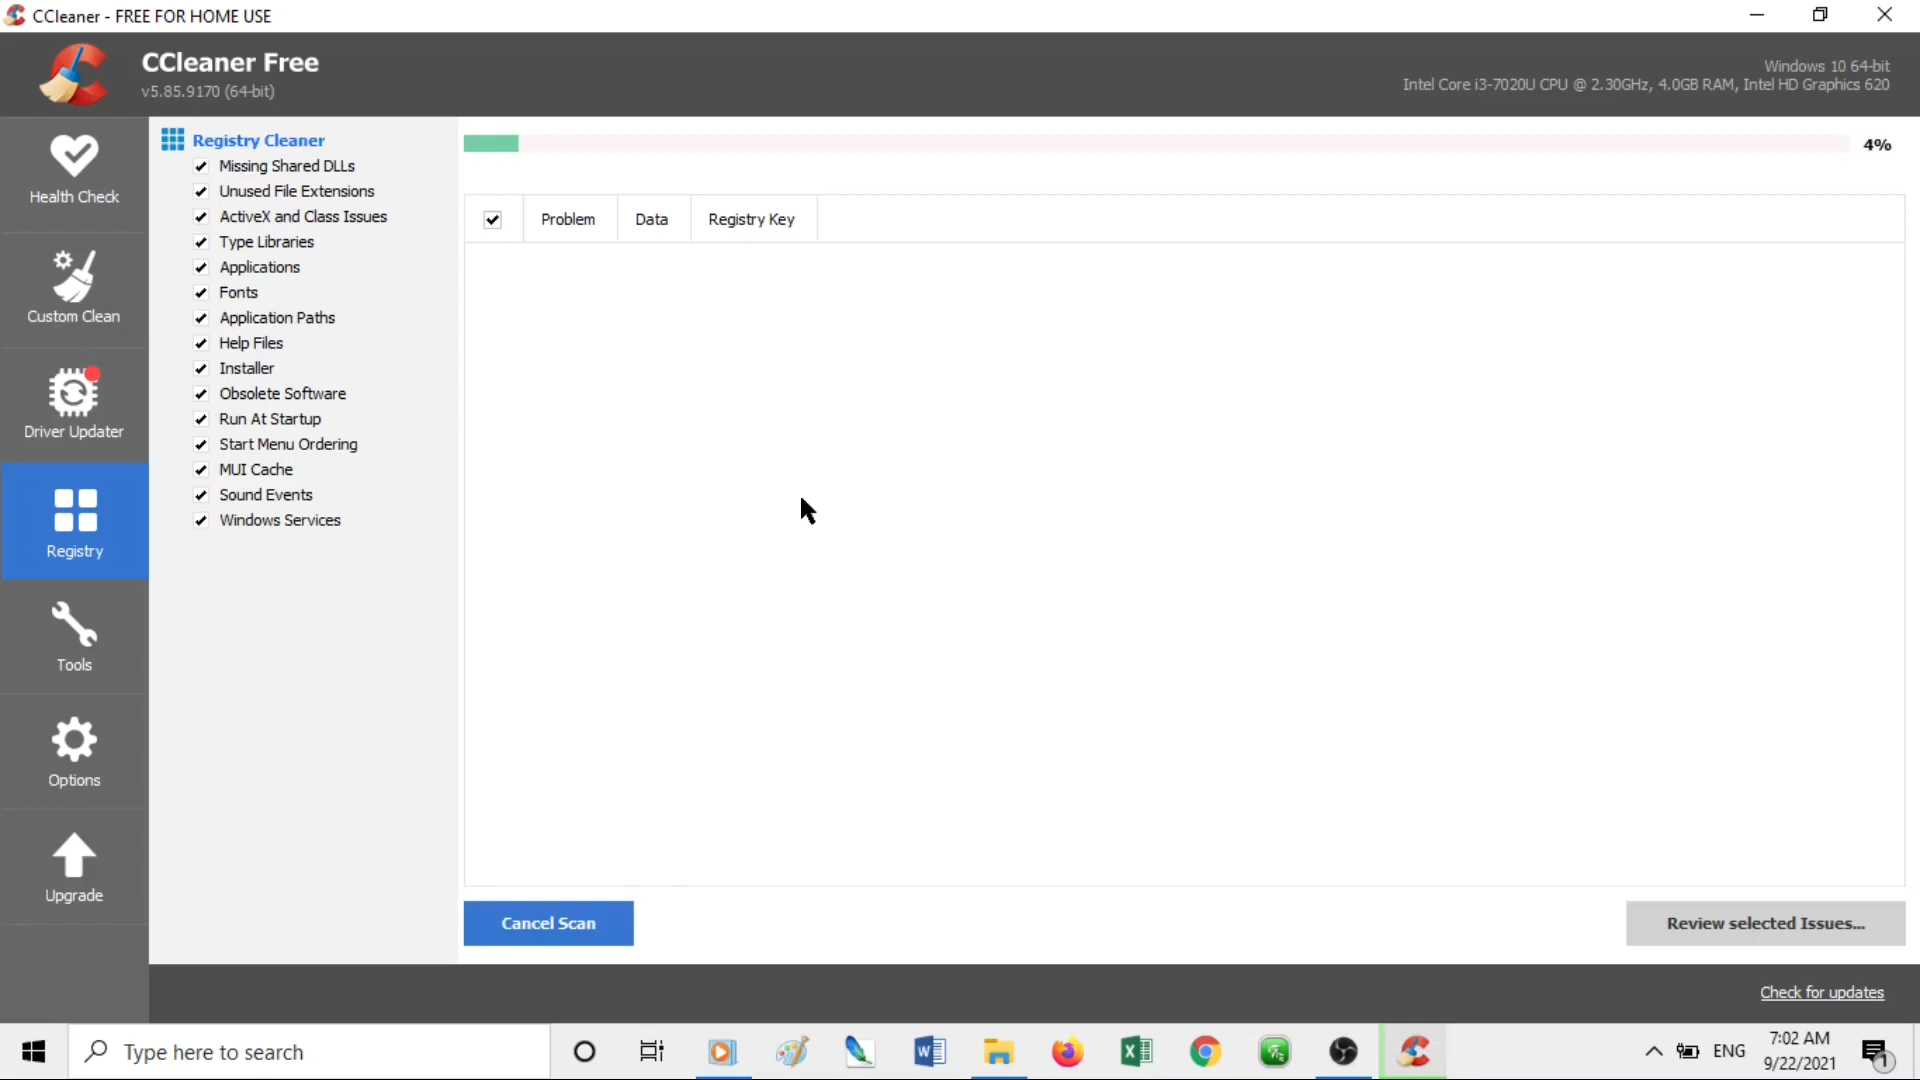 CCleaner - FREE FOR HOME USE
CCleaner Free
v5.85.9170 (64-bit)
Windows 10 64-bit
Intel Core i3-7020U CPU @ 2.30GHz, 4.0GB RAM, Intel HD Graphics 620
Health Check
Custom Clean
Driver Updater
Registry
Tools
Options
Upgrade
Registry Cleaner
Missing Shared DLLs
Unused File Extensions
ActiveX and Class Issues
Type Libraries
Applications
Fonts
Application Paths
Help Files
Installer
Obsolete Software
Run At Startup
Start Menu Ordering
MUI Cache
Sound Events
Windows Services
4%
Problem Data Registry Key
Cancel Scan
Review selected Issues...
Check for updates
Type here to search
ENG
7:02 AM
9/22/2021
1